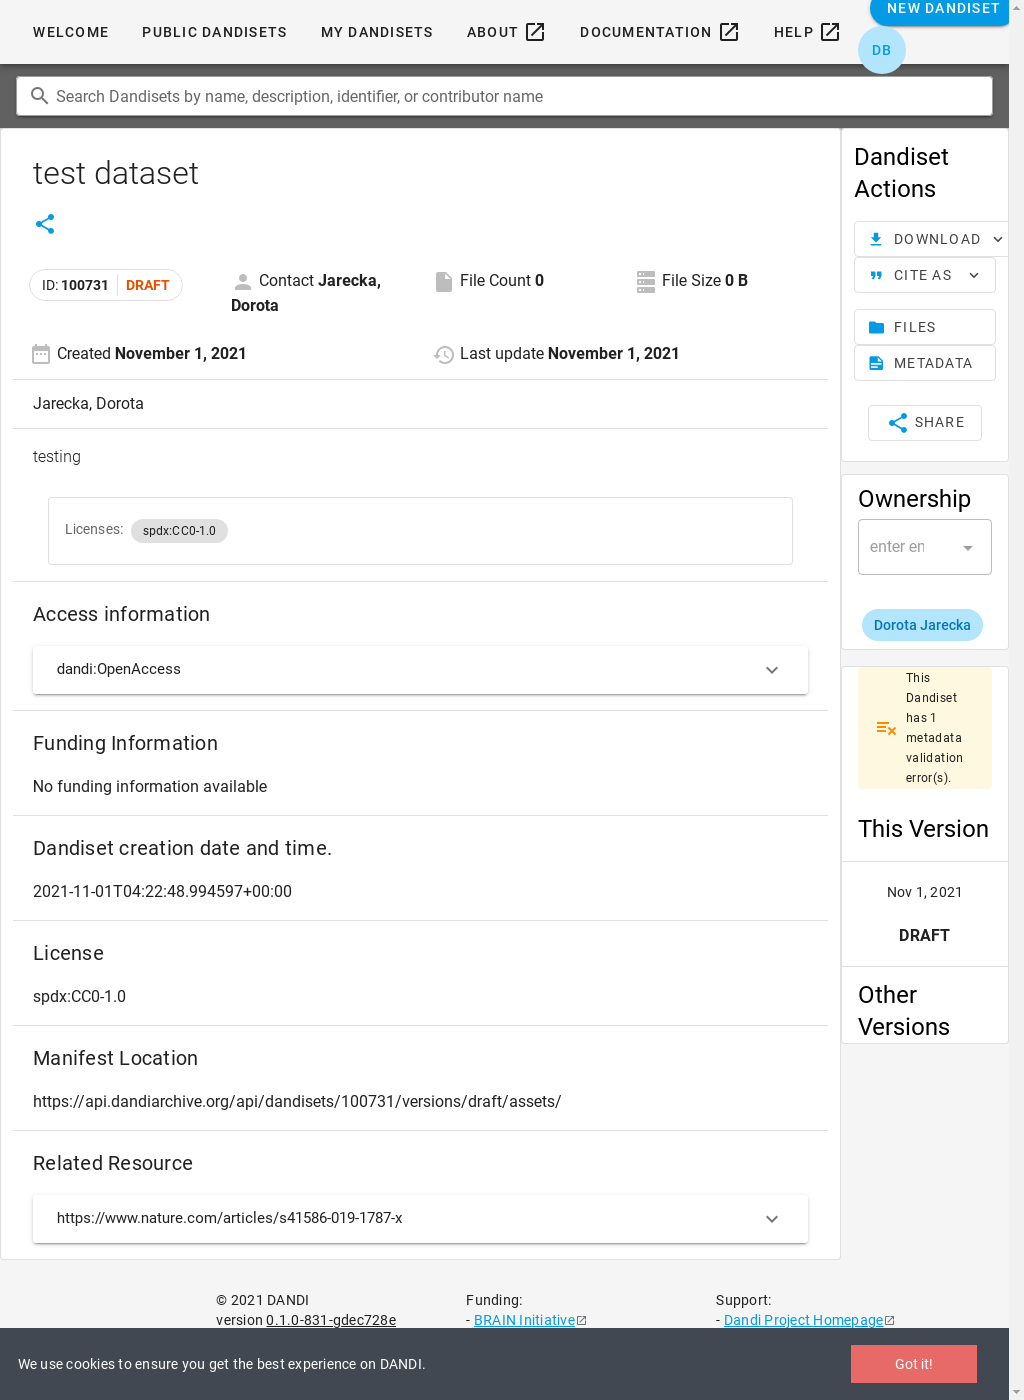 WELCOME PUBLIC DANDISETS MY DANDISETS ABOUT DOCUMENTATION HELP NEW DANDISET
DB
Search Dandisets by name, description, identifier, or contributor name
test dataset
ID: 100731 DRAFT
Contact Jarecka, Dorota
File Count 0
File Size 0 B
Created November 1, 2021
Last update November 1, 2021
Jarecka, Dorota
testing
Licenses: spdx:CC0-1.0
Access information
dandi:OpenAccess
Funding Information
No funding information available
Dandiset creation date and time.
2021-11-01T04:22:48.994597+00:00
License
spdx:CC0-1.0
Manifest Location
https://api.dandiarchive.org/api/dandisets/100731/versions/draft/assets/
Related Resource
https://www.nature.com/articles/s41586-019-1787-x
Dandiset
Actions
DOWNLOAD
CITE AS
FILES
METADATA
SHARE
Ownership
enter en
Dorota Jarecka
This
Dandiset
has 1
metadata
validation
error(s).
This Version
Nov 1, 2021
DRAFT
Other
Versions
© 2021 DANDI
version 0.1.0-831-gdec728e
Funding:
- BRAIN Initiative
Support:
- Dandi Project Homepage
We use cookies to ensure you get the best experience on DANDI.
Got it!